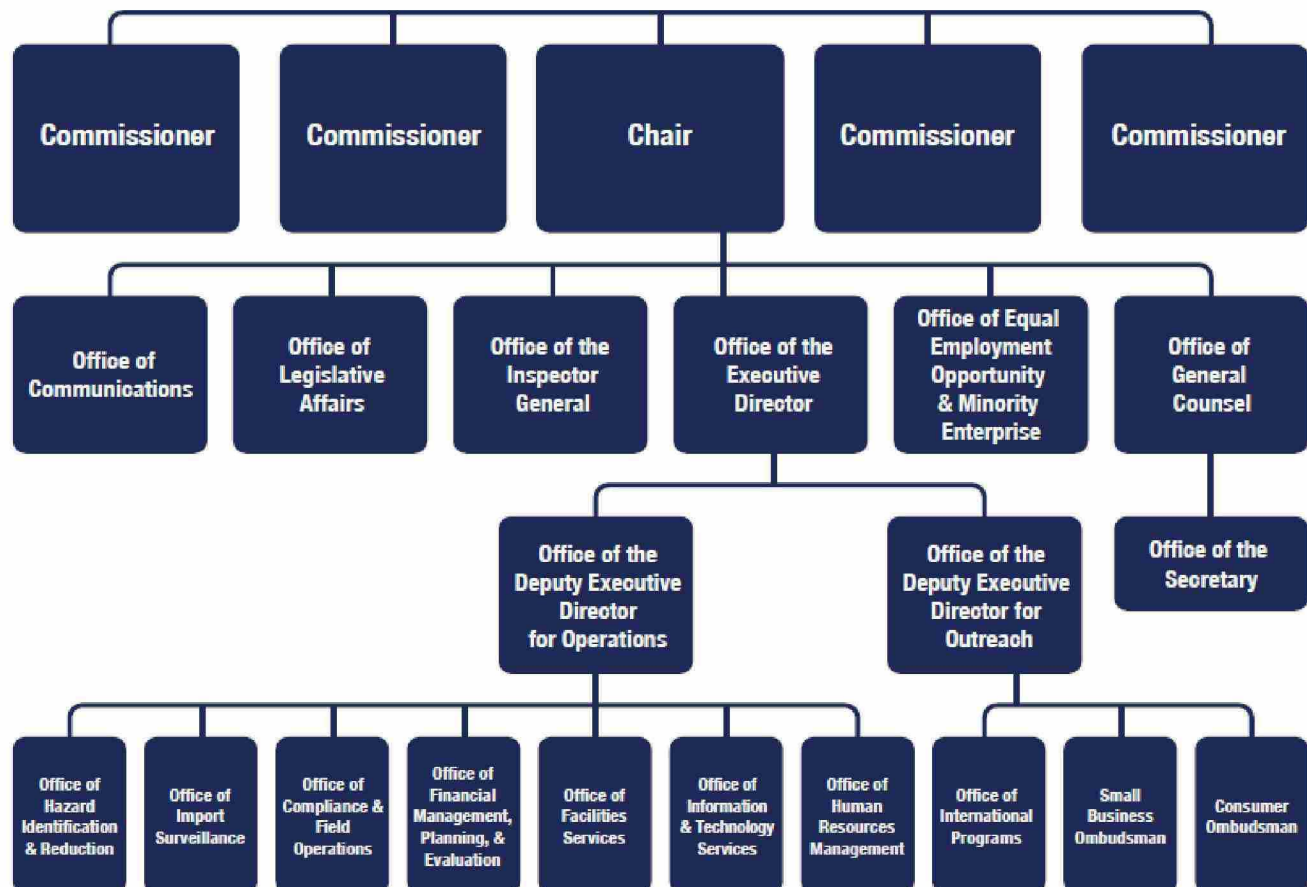 Commissioner
Commissioner
Chair
Commissioner
Commissioner
Office of
Communications
Office of
Legislative
Affairs
Office of the
Inspector
General
Office of the
Executive
Director
Office of Equal
Employment
Opportunity
& Minority
Enterprise
Office of
General
Counsel
Office of the
Deputy Executive
Director
for Operations
Office of the
Deputy Executive
Director for
Outreach
Office of the
Secretary
Office of
Hazard
Identification
& Reduction
Office of
Import
Surveillance
Office of
Compliance &
Field
Operations
Office of
Financial
Management,
Planning, &
Evaluation
Office of
Facilities
Services
Office of
Information
& Technology
Services
Office of
Human
Resources
Management
Office of
International
Programs
Small
Business
Ombudsman
Consumer
Ombudsman